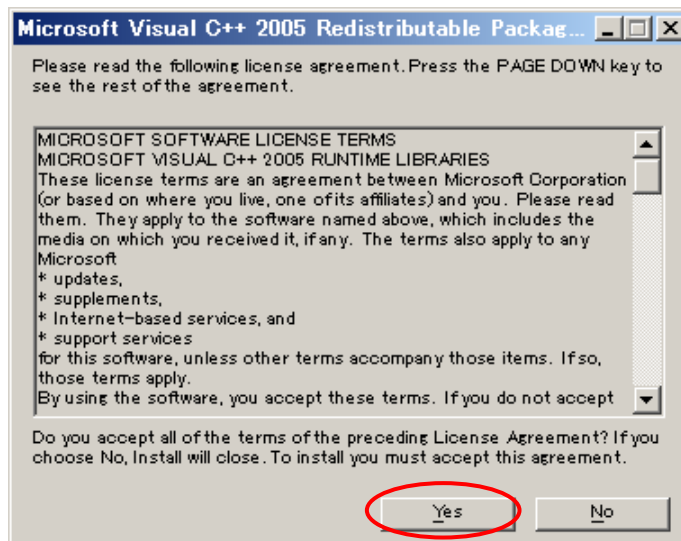 Microsoft Visual C++ 2005 Redistributable Packag...
Please read the following license agreement. Press the PAGE DOWN key to
see the rest of the agreement.
MICROSOFT SOFTWARE LICENSE TERMS
MICROSOFT VISUAL C++ 2005 RUNTIME LIBRARIES
These license terms are an agreement between Microsoft Corporation
(or based on where you live, one of its affiliates) and you. Please read
them. They apply to the software named above, which includes the
media on which you received it, if any. The terms also apply to any
Microsoft
* updates,
* supplements,
* Internet-based services, and
* support services
for this software, unless other terms accompany those items. If so,
those terms apply.
By using the software, you accept these terms. If you do not accept
Do you accept all of the terms of the preceding License Agreement? If you
choose No, Install will close. To install you must accept this agreement.
Yes
No